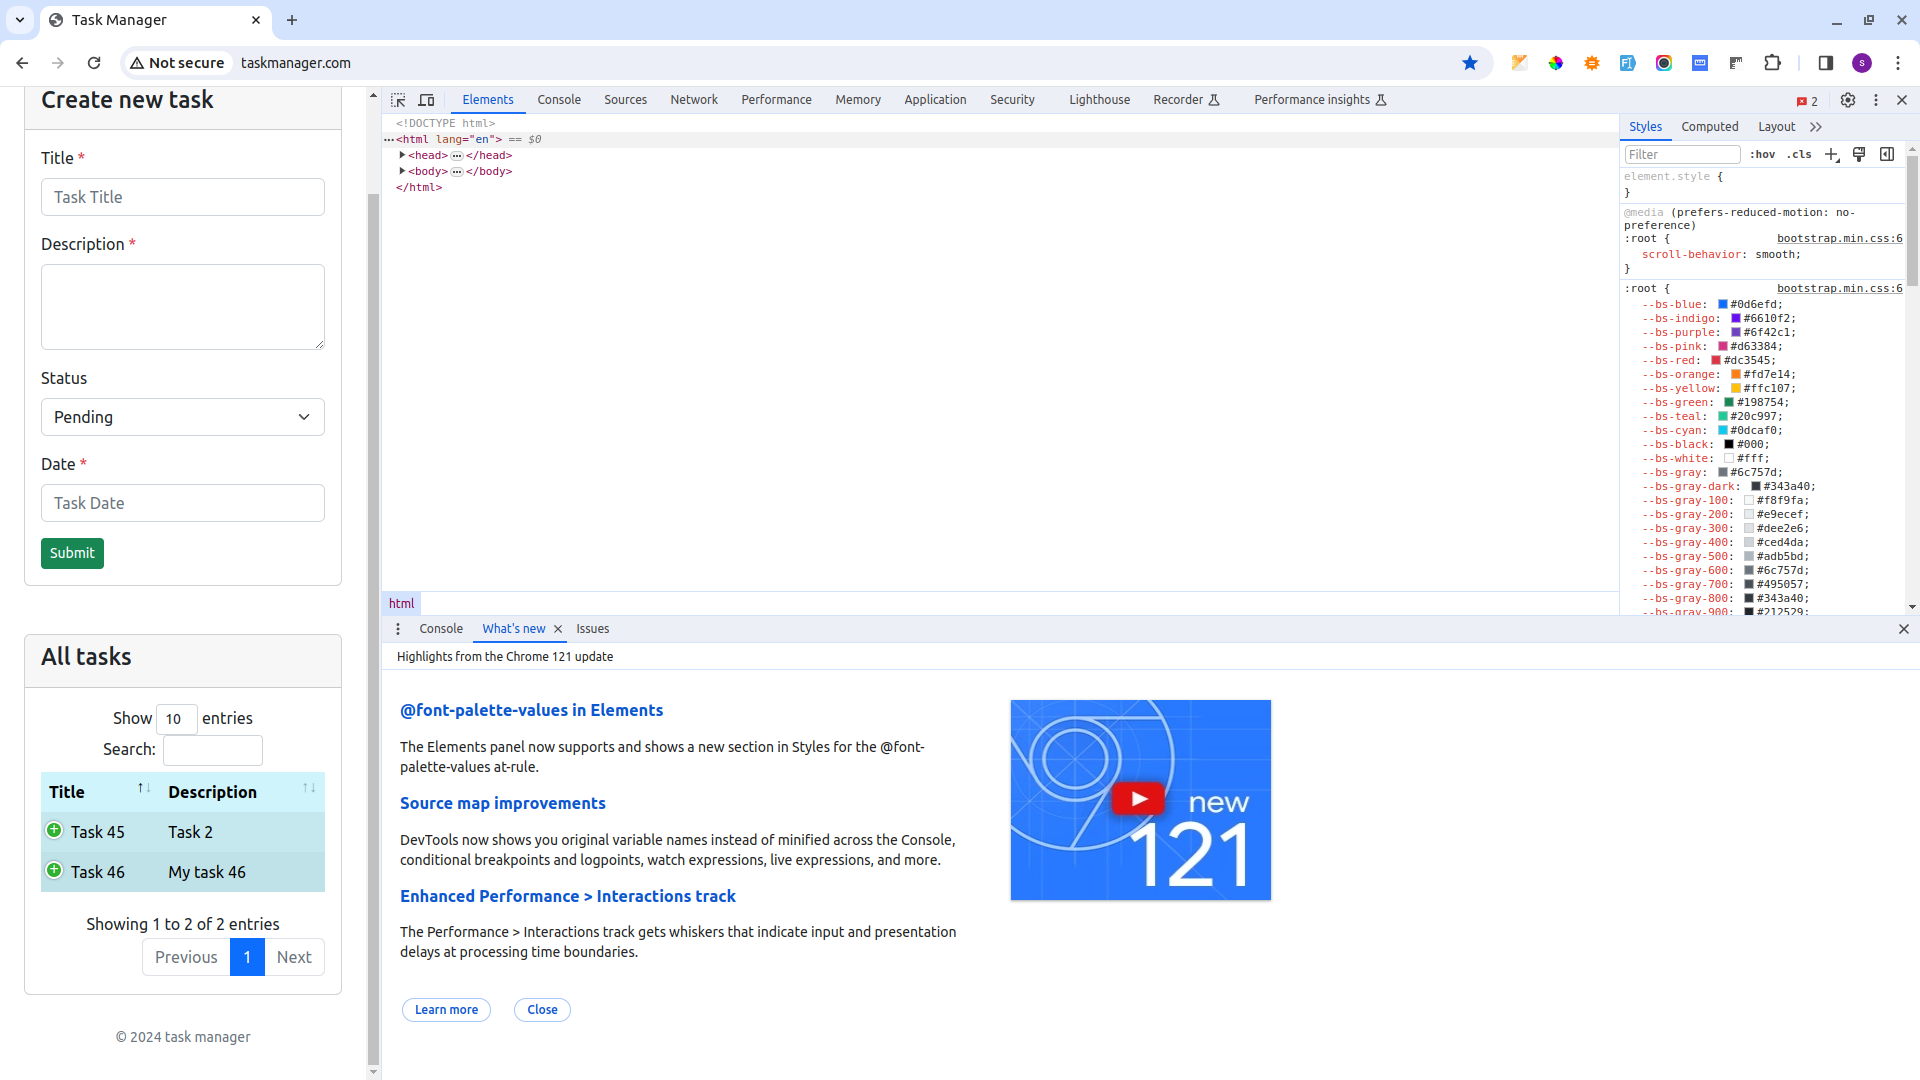 Task Manager
Not secure
taskmanager.com
S
Create new task
Title *
Task Title
Description *
Status
Pending
Date *
Task Date
Submit
All tasks
Show 10 entries
Search:
Title ↑↓ Description ↑↓
Task 45 Task 2
Task 46 My task 46
Showing 1 to 2 of 2 entries
Previous 1 Next
© 2024 task manager
Elements Console Sources Network Performance Memory Application Security Lighthouse Recorder Performance insights
2
<!DOCTYPE html>
<html lang="en"> == $0
<head> </head>
<body> </body>
</html>
html
Styles Computed Layout
Filter :hov .cls
element.style {
}
@media (prefers-reduced-motion: no-
preference)
:root { bootstrap.min.css:6
scroll-behavior: smooth;
}
:root { bootstrap.min.css:6
--bs-blue: #0d6efd;
--bs-indigo: #6610f2;
--bs-purple: #6f42c1;
--bs-pink: #d63384;
--bs-red: #dc3545;
--bs-orange: #fd7e14;
--bs-yellow: #ffc107;
--bs-green: #198754;
--bs-teal: #20c997;
--bs-cyan: #0dcaf0;
--bs-black: #000;
--bs-white: #fff;
--bs-gray: #6c757d;
--bs-gray-dark: #343a40;
--bs-gray-100: #f8f9fa;
--bs-gray-200: #e9ecef;
--bs-gray-300: #dee2e6;
--bs-gray-400: #ced4da;
--bs-gray-500: #adb5bd;
--bs-gray-600: #6c757d;
--bs-gray-700: #495057;
--bs-gray-800: #343a40;
--bs-gray-900: #212529;
Console What's new Issues
Highlights from the Chrome 121 update
@font-palette-values in Elements
The Elements panel now supports and shows a new section in Styles for the @font-
palette-values at-rule.
Source map improvements
DevTools now shows you original variable names instead of minified across the Console,
conditional breakpoints and logpoints, watch expressions, live expressions, and more.
Enhanced Performance > Interactions track
The Performance > Interactions track gets whiskers that indicate input and presentation
delays at processing time boundaries.
Learn more Close
new
121